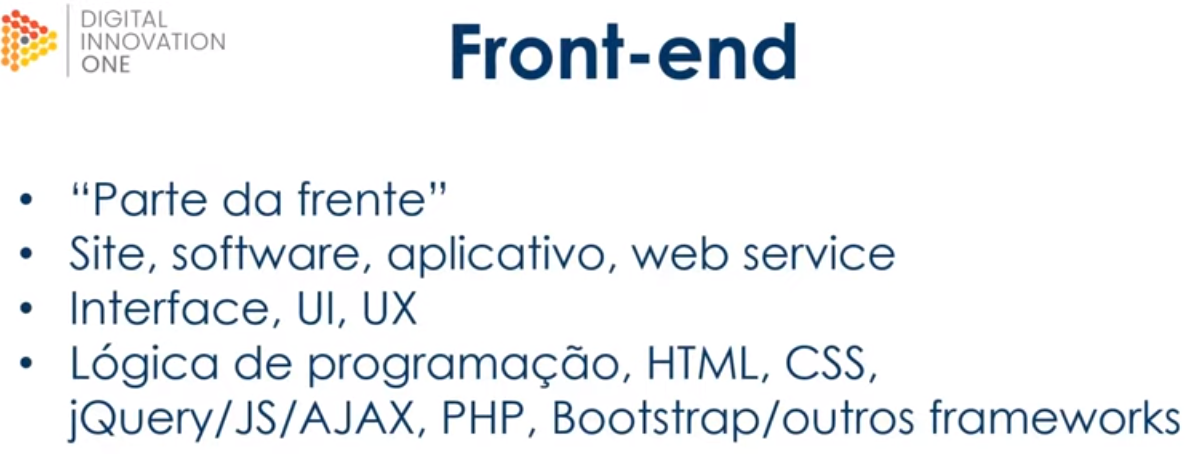 DIGITAL
INNOVATION
ONE
Front-end
• “Parte da frente”
• Site, software, aplicativo, web service
• Interface, UI, UX
• Lógica de programação, HTML, CSS,
jQuery/JS/AJAX, PHP, Bootstrap/outros frameworks